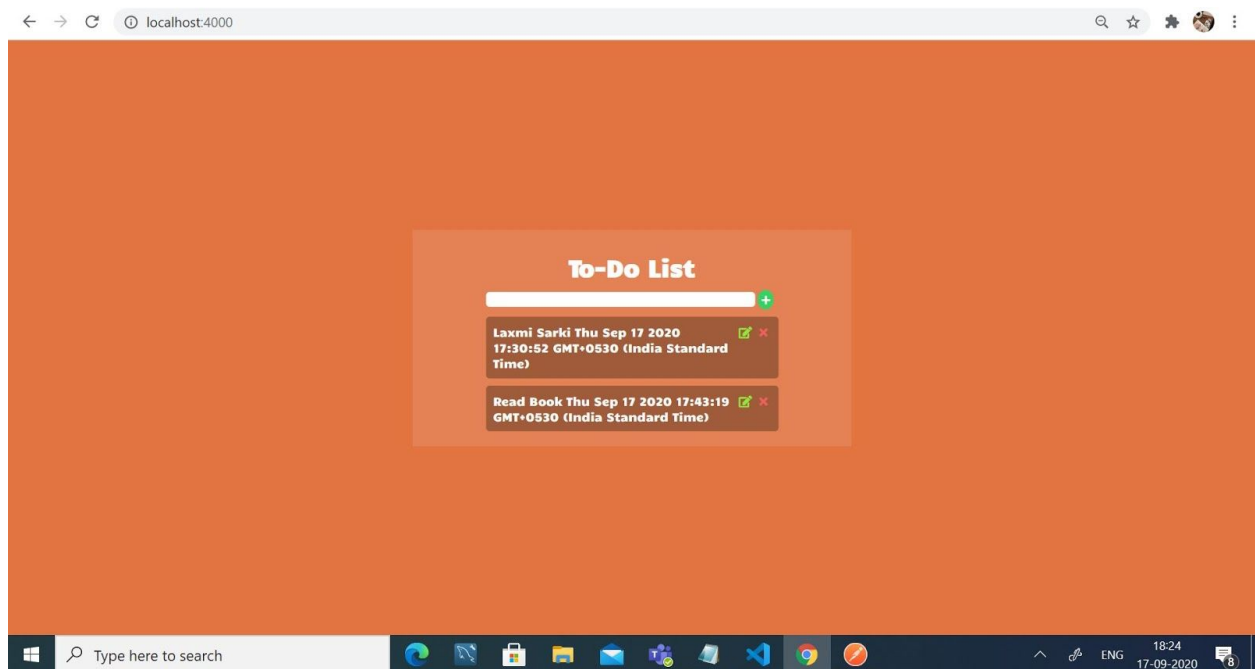 localhost:4000
To-Do List
Laxmi Sarki Thu Sep 17 2020
17:30:52 GMT+0530 (India Standard
Time)
Read Book Thu Sep 17 2020 17:43:19
GMT+0530 (India Standard Time)
Type here to search
ENG
18:24
17-09-2020
8